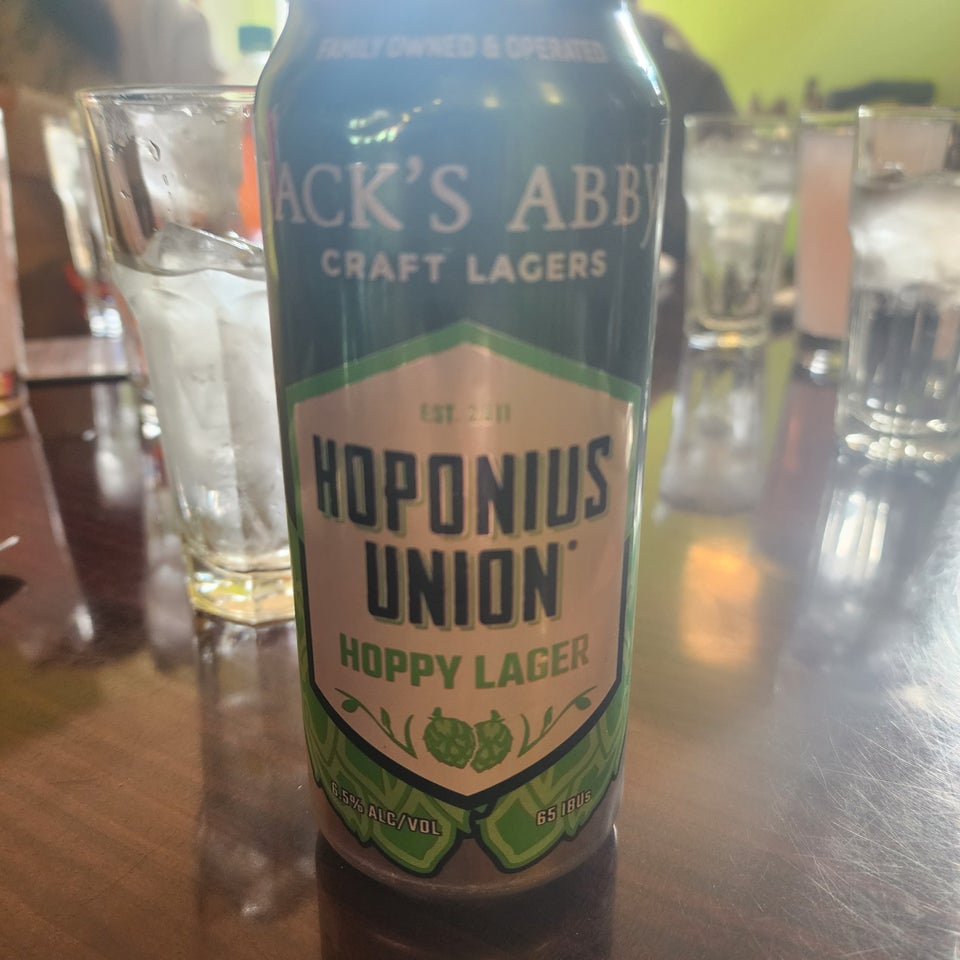 FAMILY OWNED & OPERATED
ACK'S ABBY
CRAFT LAGERS
EST. 2011
HOPONIUS
UNION
HOPPY LAGER
6.5% ALC/VOL
65 IBUs